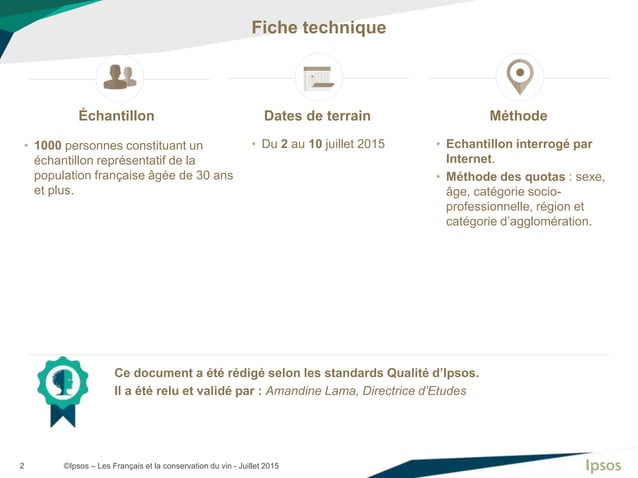 Fiche technique
Échantillon
• 1000 personnes constituant un
échantillon représentatif de la
population française âgée de 30 ans
et plus.
Dates de terrain
• Du 2 au 10 juillet 2015
Méthode
• Echantillon interrogé par
Internet.
• Méthode des quotas : sexe,
âge, catégorie socio-
professionnelle, région et
catégorie d’agglomération.
Ce document a été rédigé selon les standards Qualité d’Ipsos.
Il a été relu et validé par : Amandine Lama, Directrice d’Etudes
2
©Ipsos – Les Français et la conservation du vin - Juillet 2015
Ipsos